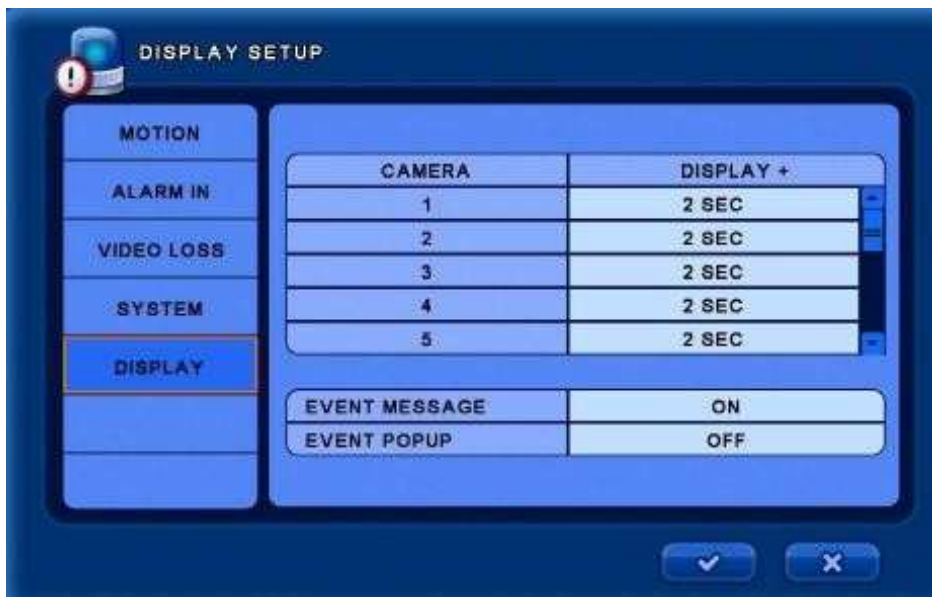 DISPLAY SETUP
MOTION
ALARM IN
VIDEO LOSS
SYSTEM
DISPLAY
CAMERA DISPLAY +
1 2 SEC
2 2 SEC
3 2 SEC
4 2 SEC
5 2 SEC
EVENT MESSAGE ON
EVENT POPUP OFF